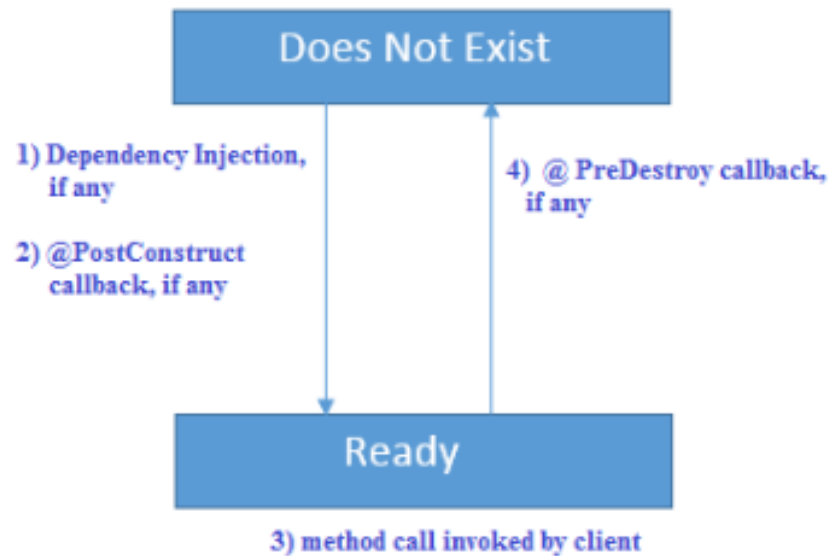 Does Not Exist
1) Dependency Injection,
if any
2) @PostConstruct
callback, if any
4) @ PreDestroy callback,
if any
Ready
3) method call invoked by client